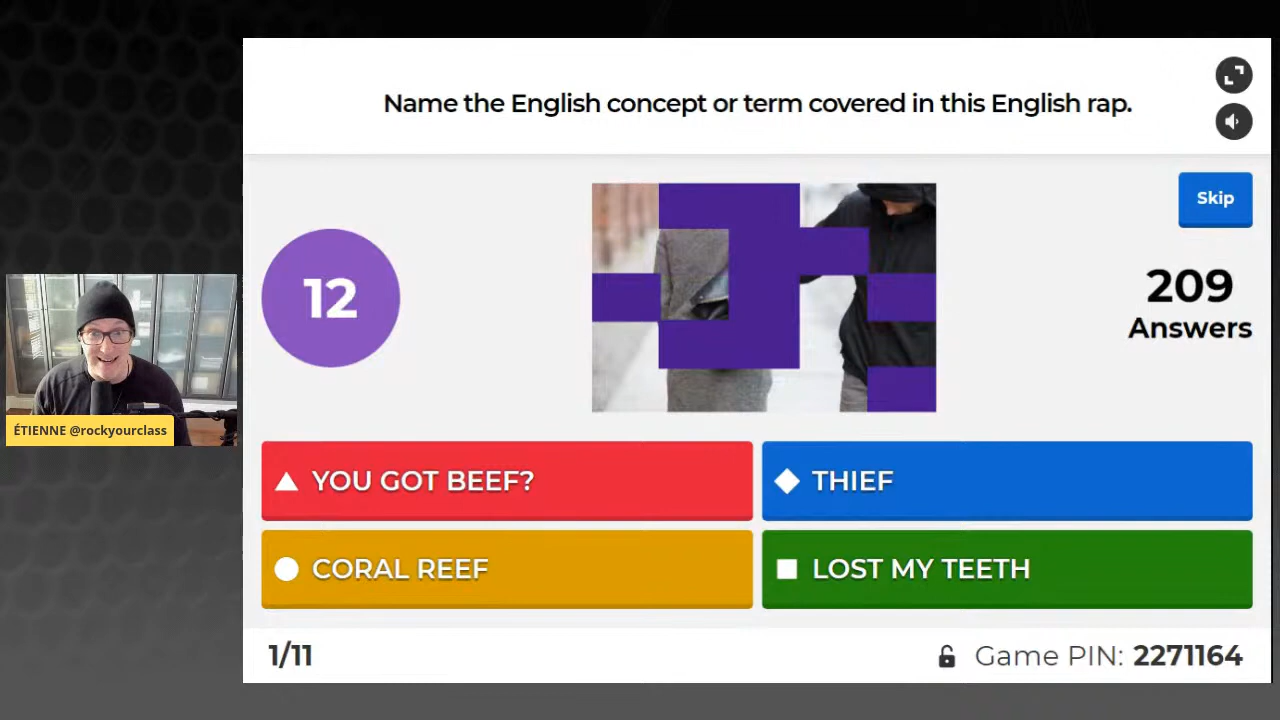 Name the English concept or term covered in this English rap.
Skip
12
209
Answers
ÉTIENNE @rockyourclass
YOU GOT BEEF?
THIEF
CORAL REEF
LOST MY TEETH
1/11
Game PIN: 2271164